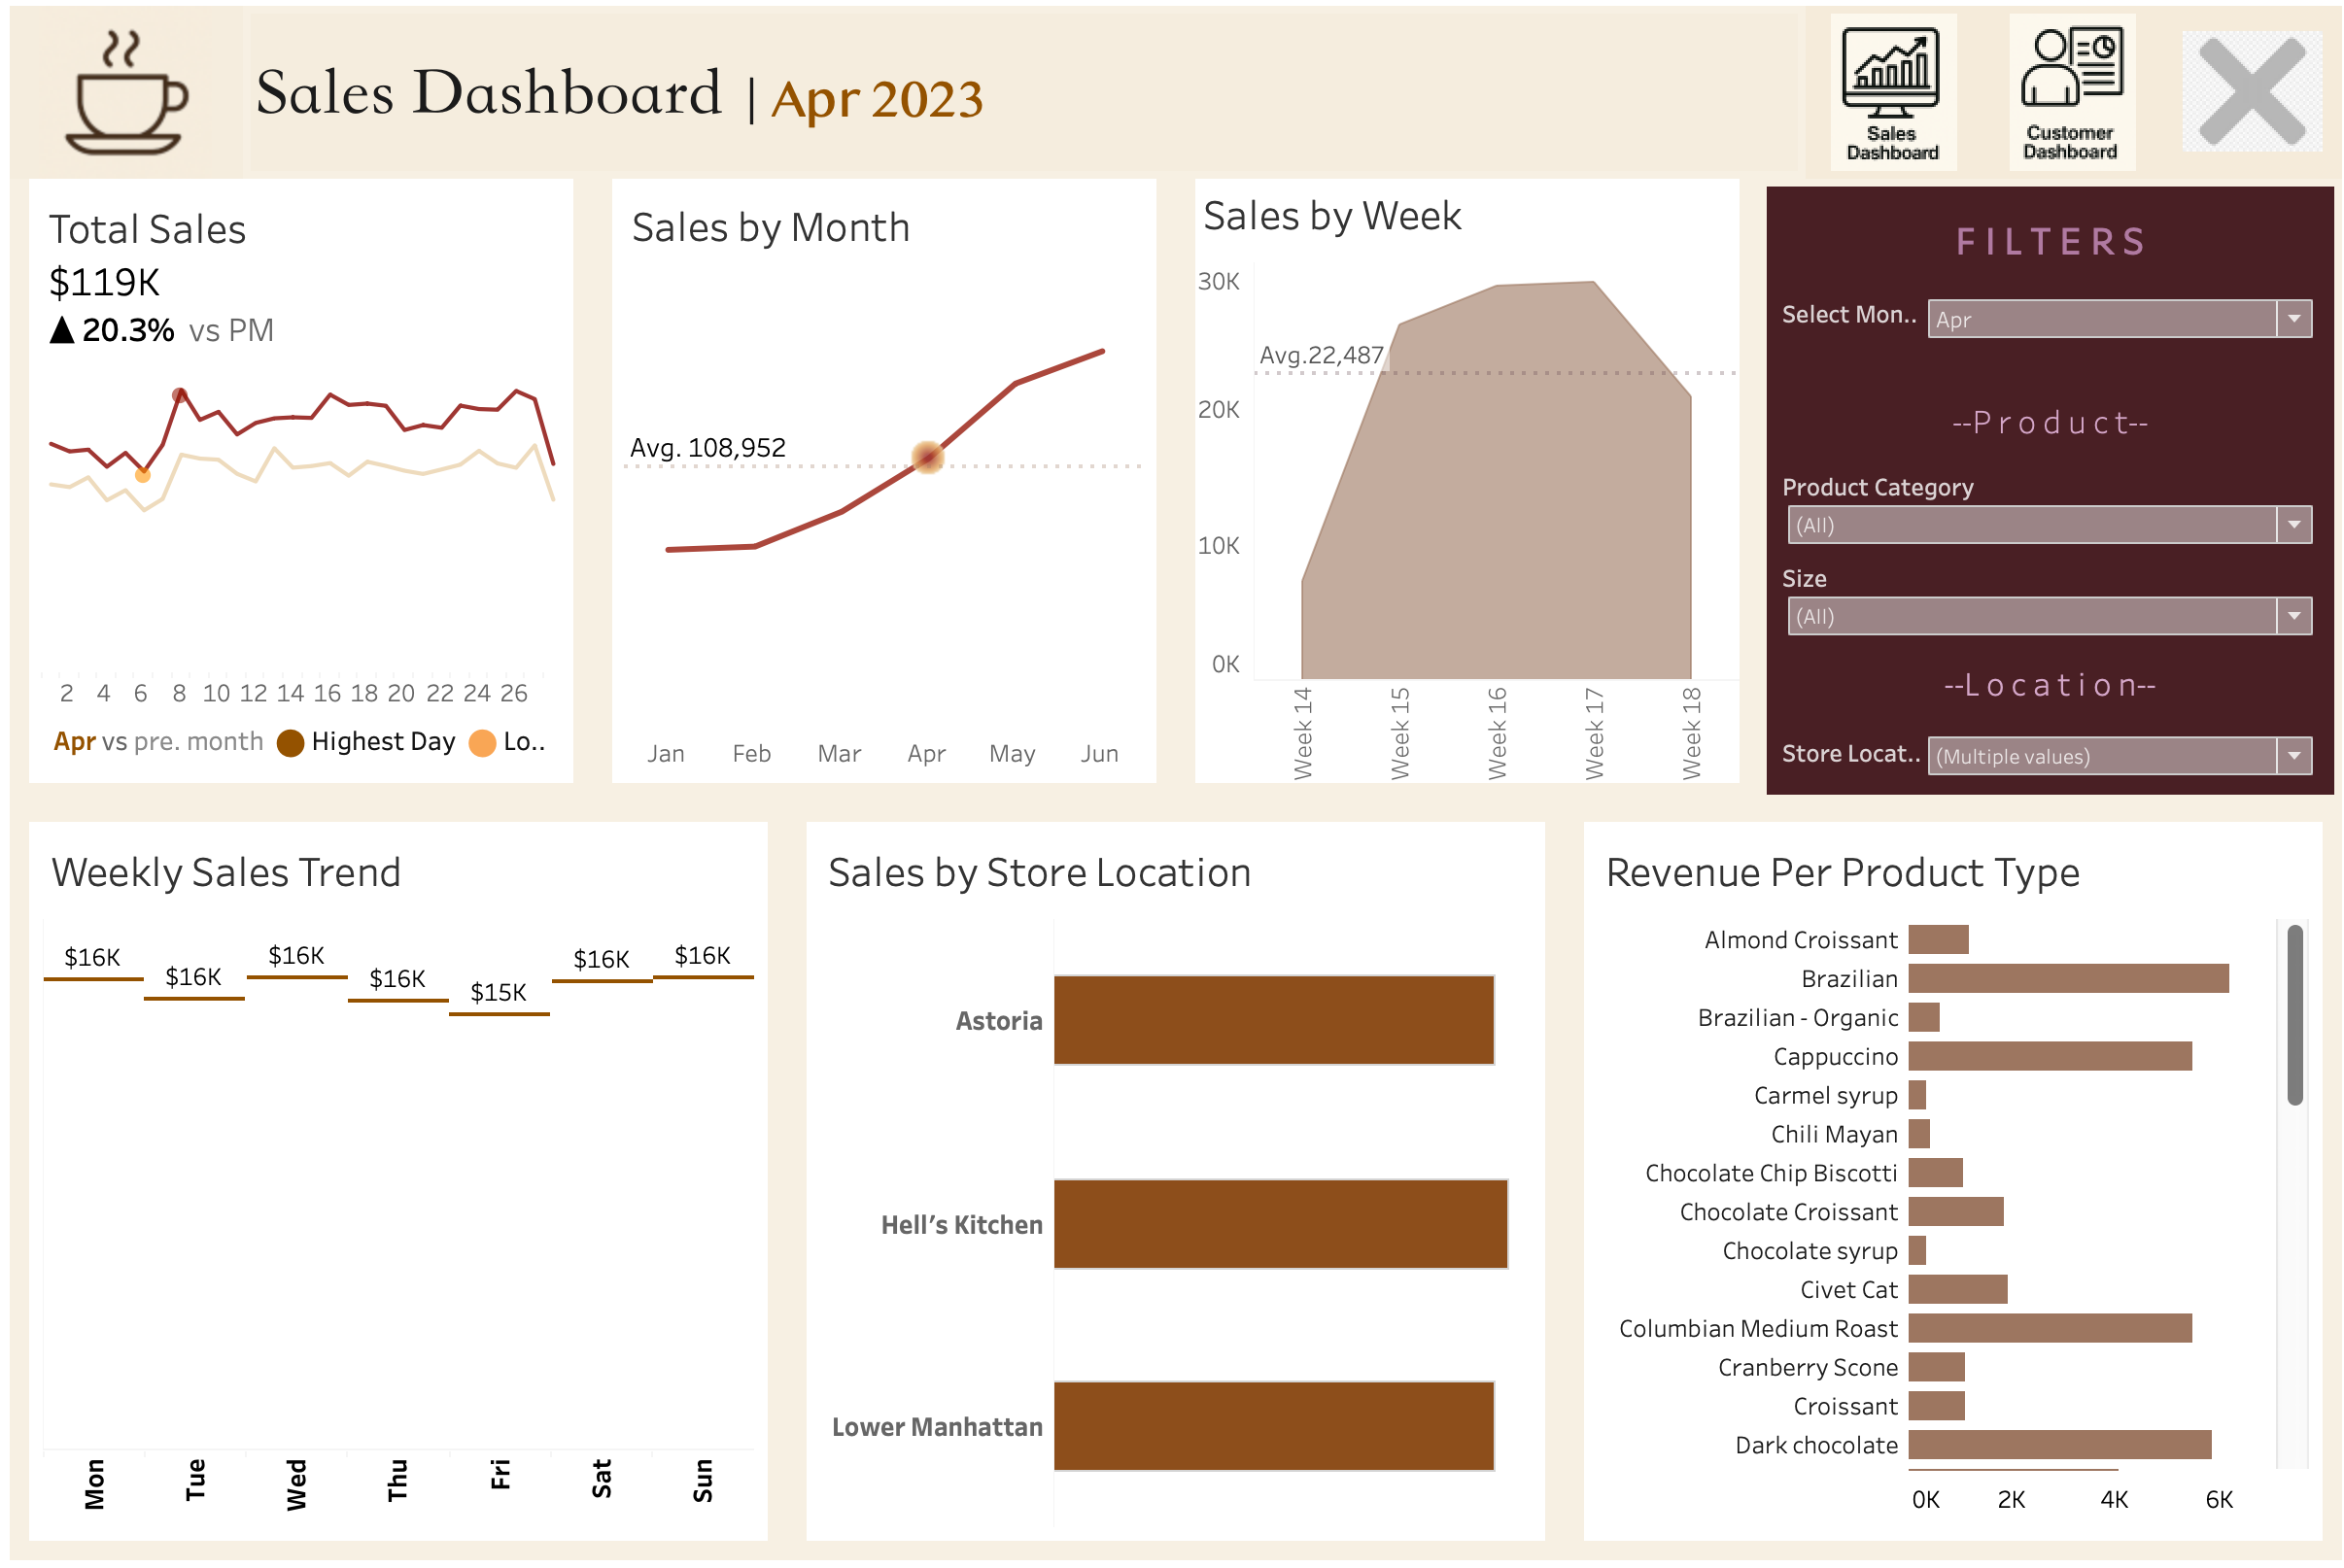 Sales Dashboard | Apr 2023
Sales
Dashboard
Customer
Dashboard
Total Sales
$119K
▲ 20.3% vs PM
2 4 6 8 10 12 14 16 18 20 22 24 26
Apr vs pre. month Highest Day Lo..
Sales by Month
Avg. 108,952
Jan Feb Mar Apr May Jun
Sales by Week
30K
Avg.22,487
20K
10K
0K
Week 14
Week 15
Week 16
Week 17
Week 18
FILTERS
Select Mon.. Apr
--Product--
Product Category
(All)
Size
(All)
--Location--
Store Locat.. (Multiple values)
Weekly Sales Trend
$16K $16K $16K $16K $15K $16K $16K
Mon Tue Wed Thu Fri Sat Sun
Sales by Store Location
Astoria
Hell's Kitchen
Lower Manhattan
Revenue Per Product Type
Almond Croissant
Brazilian
Brazilian - Organic
Cappuccino
Carmel syrup
Chili Mayan
Chocolate Chip Biscotti
Chocolate Croissant
Chocolate syrup
Civet Cat
Columbian Medium Roast
Cranberry Scone
Croissant
Dark chocolate
0K 2K 4K 6K